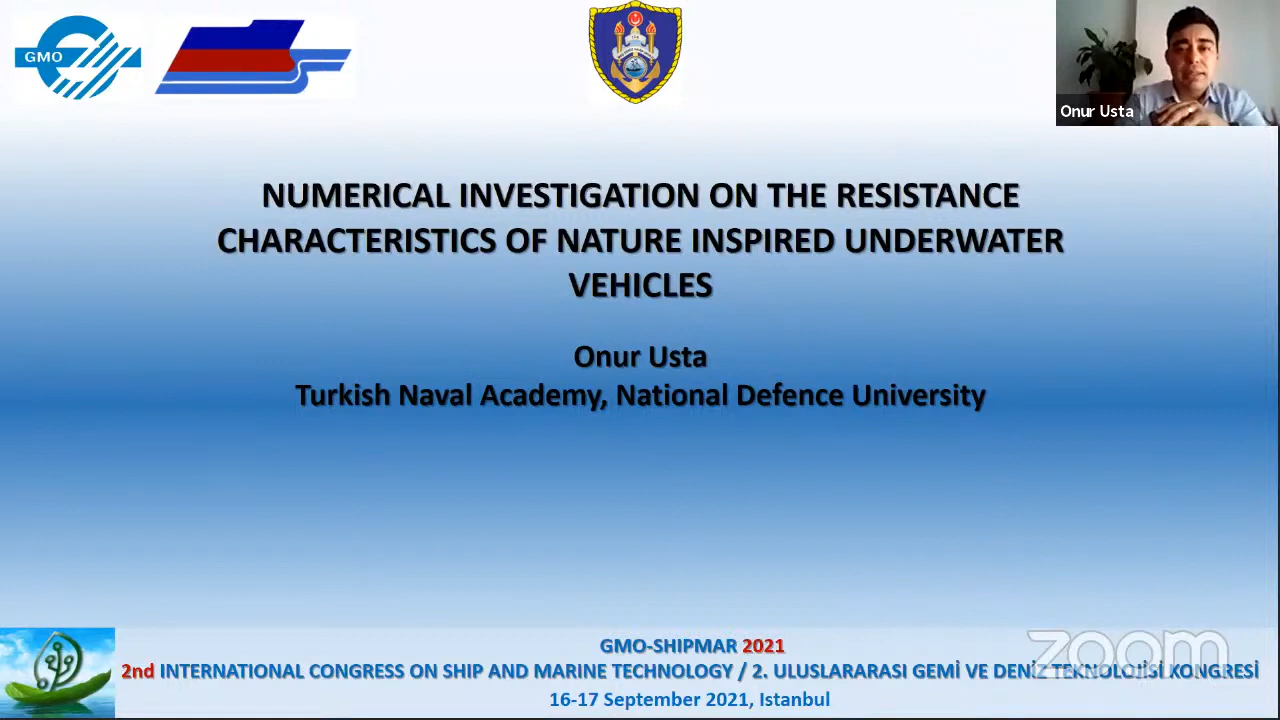 GMO
Onur Usta
NUMERICAL INVESTIGATION ON THE RESISTANCE
CHARACTERISTICS OF NATURE INSPIRED UNDERWATER
VEHICLES
Onur Usta
Turkish Naval Academy, National Defence University
GMO-SHIPMAR 2021
2nd INTERNATIONAL CONGRESS ON SHIP AND MARINE TECHNOLOGY / 2. ULUSLARARASI GEMİ VE DENİZ TEKNOLOJİSİ KONGRESİ
16-17 September 2021, Istanbul
zoom